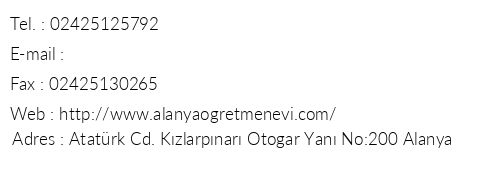 Tel. : 02425125792
E-mail :
Fax : 02425130265
Web : http://www.alanyaogretmenevi.com/
Adres : Atatürk Cd. Kızlarpınarı Otogar Yanı No:200 Alanya